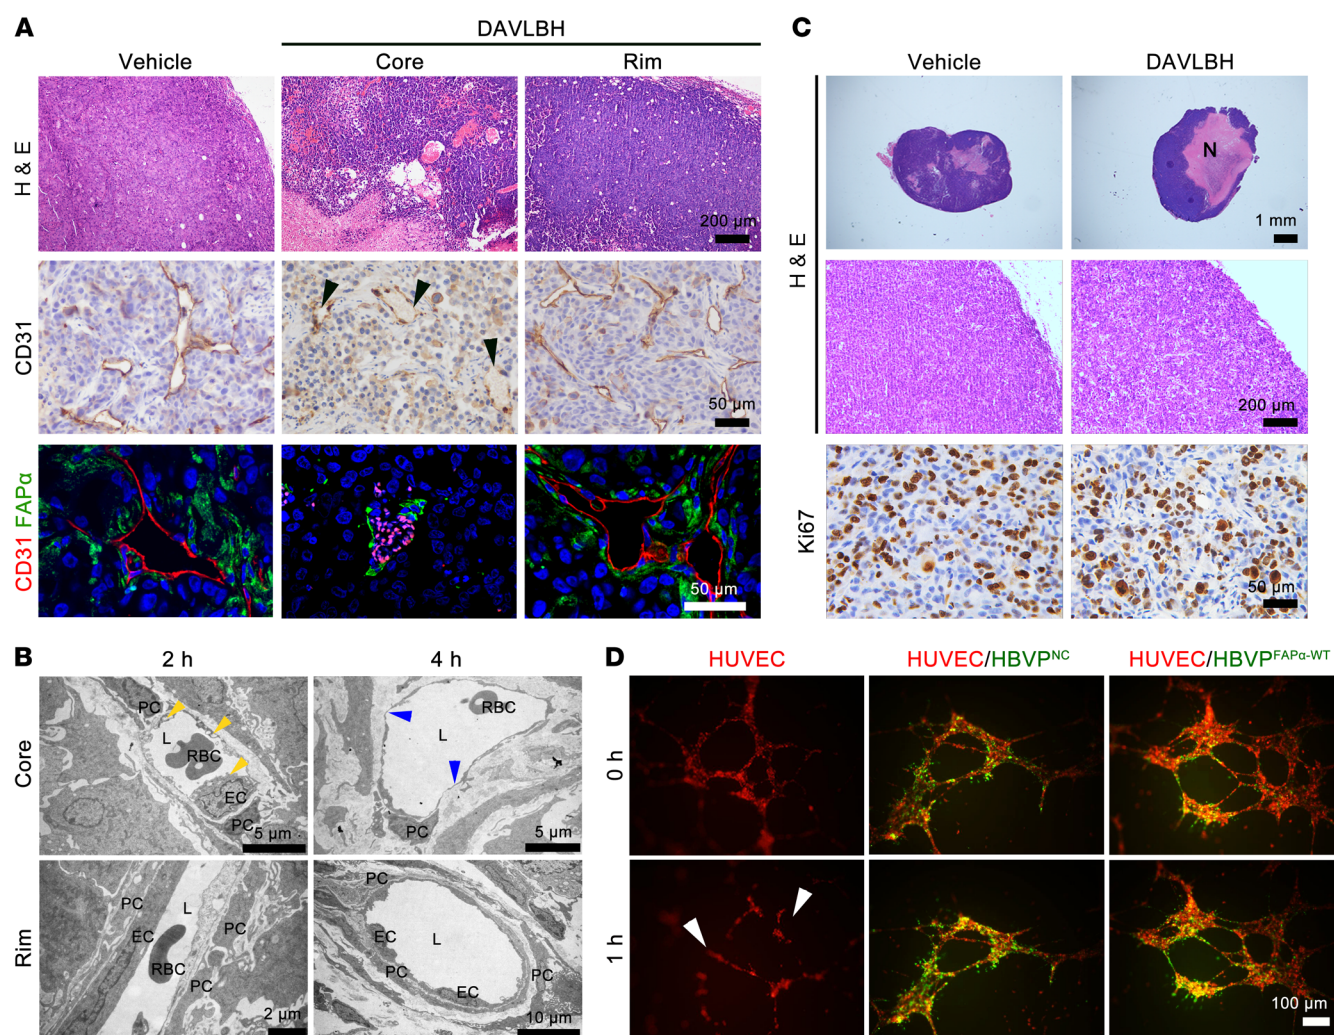 A
DAVLBH
Vehicle
Core
Rim
H & E
200 µm
CD31
50 µm
CD31 FAPα
50 µm
C
Vehicle
DAVLBH
H & E
N
1 mm
200 µm
Ki67
50 µm
B
2 h
4 h
Core
PC
L
RBC
EC
PC
5 µm
RBC
L
PC
5 µm
Rim
PC
L
PC
EC
RBC
PC
2 µm
PC
EC
L
PC
PC
EC
10 µm
D
HUVEC
HUVEC/HBVPNC
HUVEC/HBVPFAPα-WT
0 h
1 h
100 µm